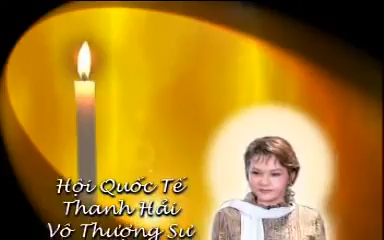 Hội Quốc Tế
Thanh Hải
Vô Thượng Sư